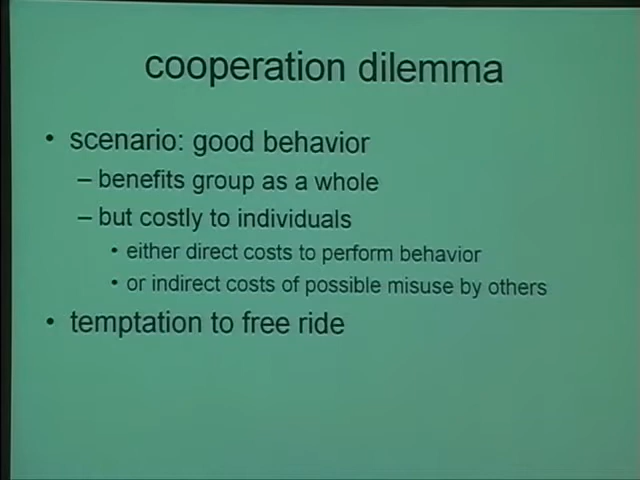 cooperation dilemma
• scenario: good behavior
– benefits group as a whole
– but costly to individuals
• either direct costs to perform behavior
• or indirect costs of possible misuse by others
• temptation to free ride